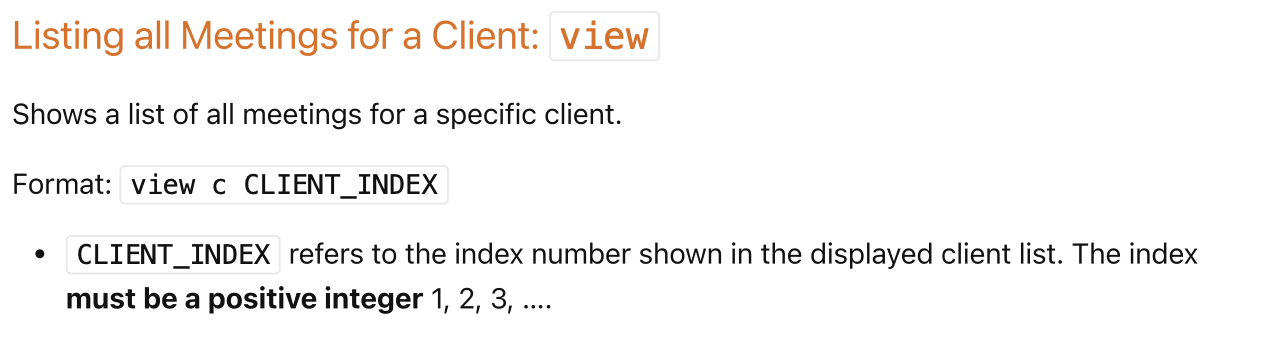 Listing all Meetings for a Client: view
Shows a list of all meetings for a specific client.
Format: view c CLIENT_INDEX
• CLIENT_INDEX refers to the index number shown in the displayed client list. The index
must be a positive integer 1, 2, 3, ....